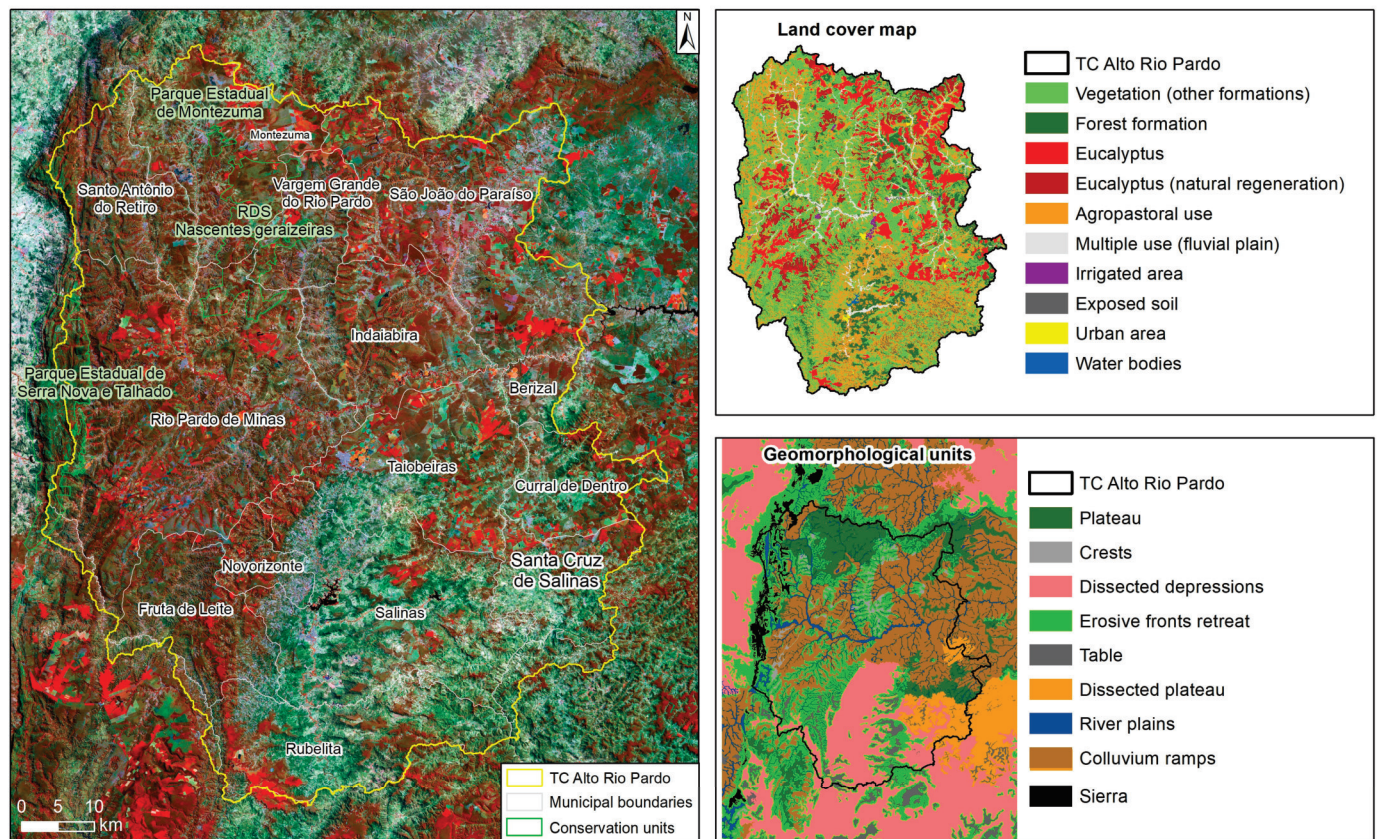 N
Parque Estadual
de Montezuma
Montezuma
Santo Antônio
do Retiro
Vargem Grande
do Rio Pardo
São João do Paraíso
RDS
Nascentes geraizeiras
Indaiabira
Parque Estadual de
Serra Nova e Talhado
Berizal
Rio Pardo de Minas
Taiobeiras
Curral de Dentro
Novorizonte
Santa Cruz
de Salinas
Fruta de Leite
Salinas
Rubelita
0 5 10
km
TC Alto Rio Pardo
Municipal boundaries
Conservation units
Land cover map
TC Alto Rio Pardo
Vegetation (other formations)
Forest formation
Eucalyptus
Eucalyptus (natural regeneration)
Agropastoral use
Multiple use (fluvial plain)
Irrigated area
Exposed soil
Urban area
Water bodies
Geomorphological units
TC Alto Rio Pardo
Plateau
Crests
Dissected depressions
Erosive fronts retreat
Table
Dissected plateau
River plains
Colluvium ramps
Sierra